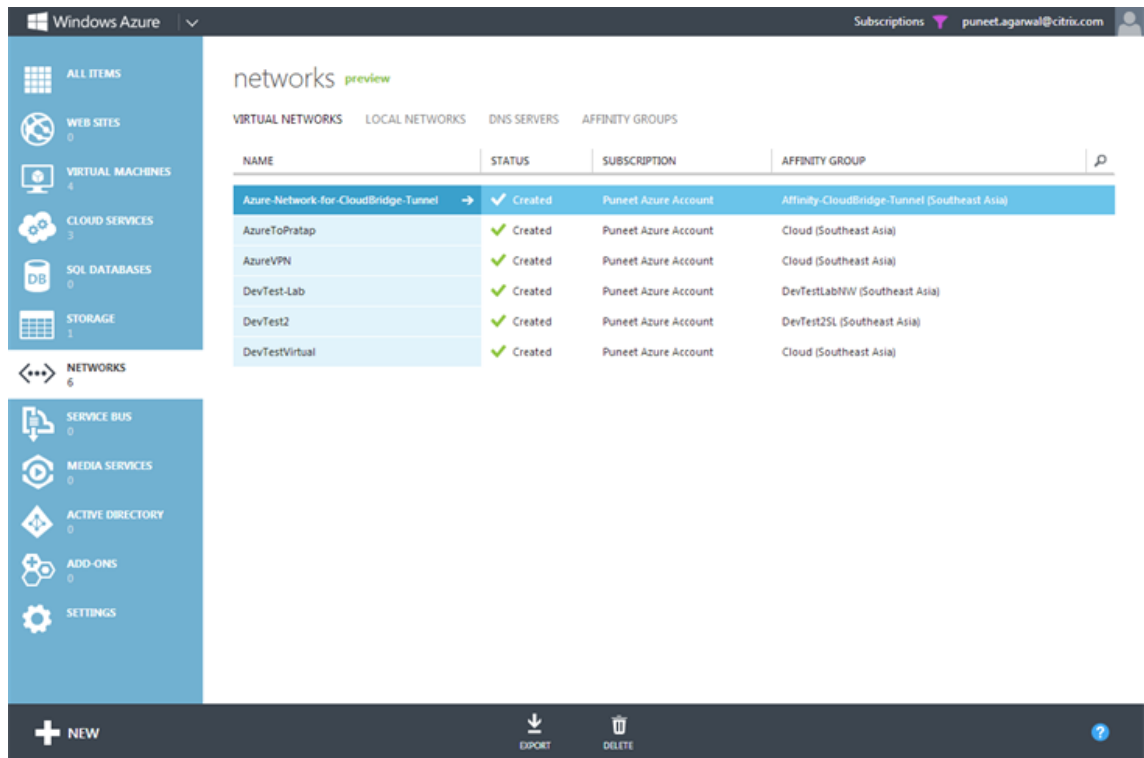 Windows Azure
Subscriptions puneet.agarwal@citrix.com
ALL ITEMS
WEB SITES
0
VIRTUAL MACHINES
4
CLOUD SERVICES
3
DB
SQL DATABASES
0
STORAGE
1
NETWORKS
6
SERVICE BUS
0
MEDIA SERVICES
0
ACTIVE DIRECTORY
0
ADD-ONS
0
SETTINGS
networks preview
VIRTUAL NETWORKS LOCAL NETWORKS DNS SERVERS AFFINITY GROUPS
NAME STATUS SUBSCRIPTION AFFINITY GROUP
Azure-Network-for-CloudBridge-Tunnel Created Puneet Azure Account Affinity-CloudBridge-Tunnel (Southeast Asia)
AzureToPratap Created Puneet Azure Account Cloud (Southeast Asia)
AzureVPN Created Puneet Azure Account Cloud (Southeast Asia)
DevTest-Lab Created Puneet Azure Account DevTestLabNW (Southeast Asia)
DevTest2 Created Puneet Azure Account DevTest2SL (Southeast Asia)
DevTestVirtual Created Puneet Azure Account Cloud (Southeast Asia)
NEW EXPORT DELETE ?